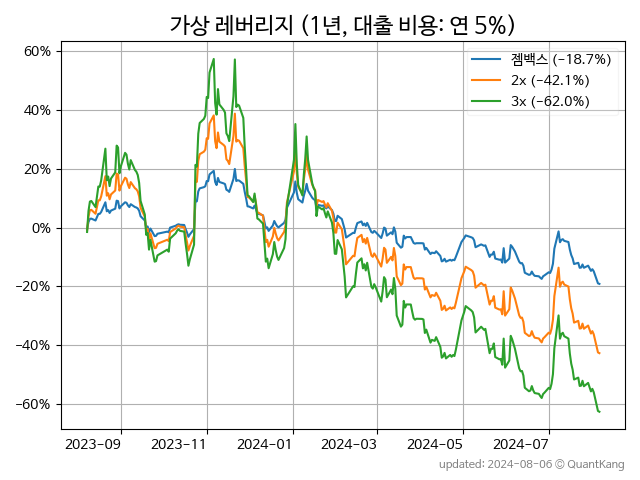 가상 레버리지 (1년, 대출 비용: 연 5%)
60%
40%
20%
0%
−20%
−40%
−60%
젬백스 (−18.7%)
2x (−42.1%)
3x (−62.0%)
2023-09
2023-11
2024-01
2024-03
2024-05
2024-07
updated: 2024-08-06 © QuantKang